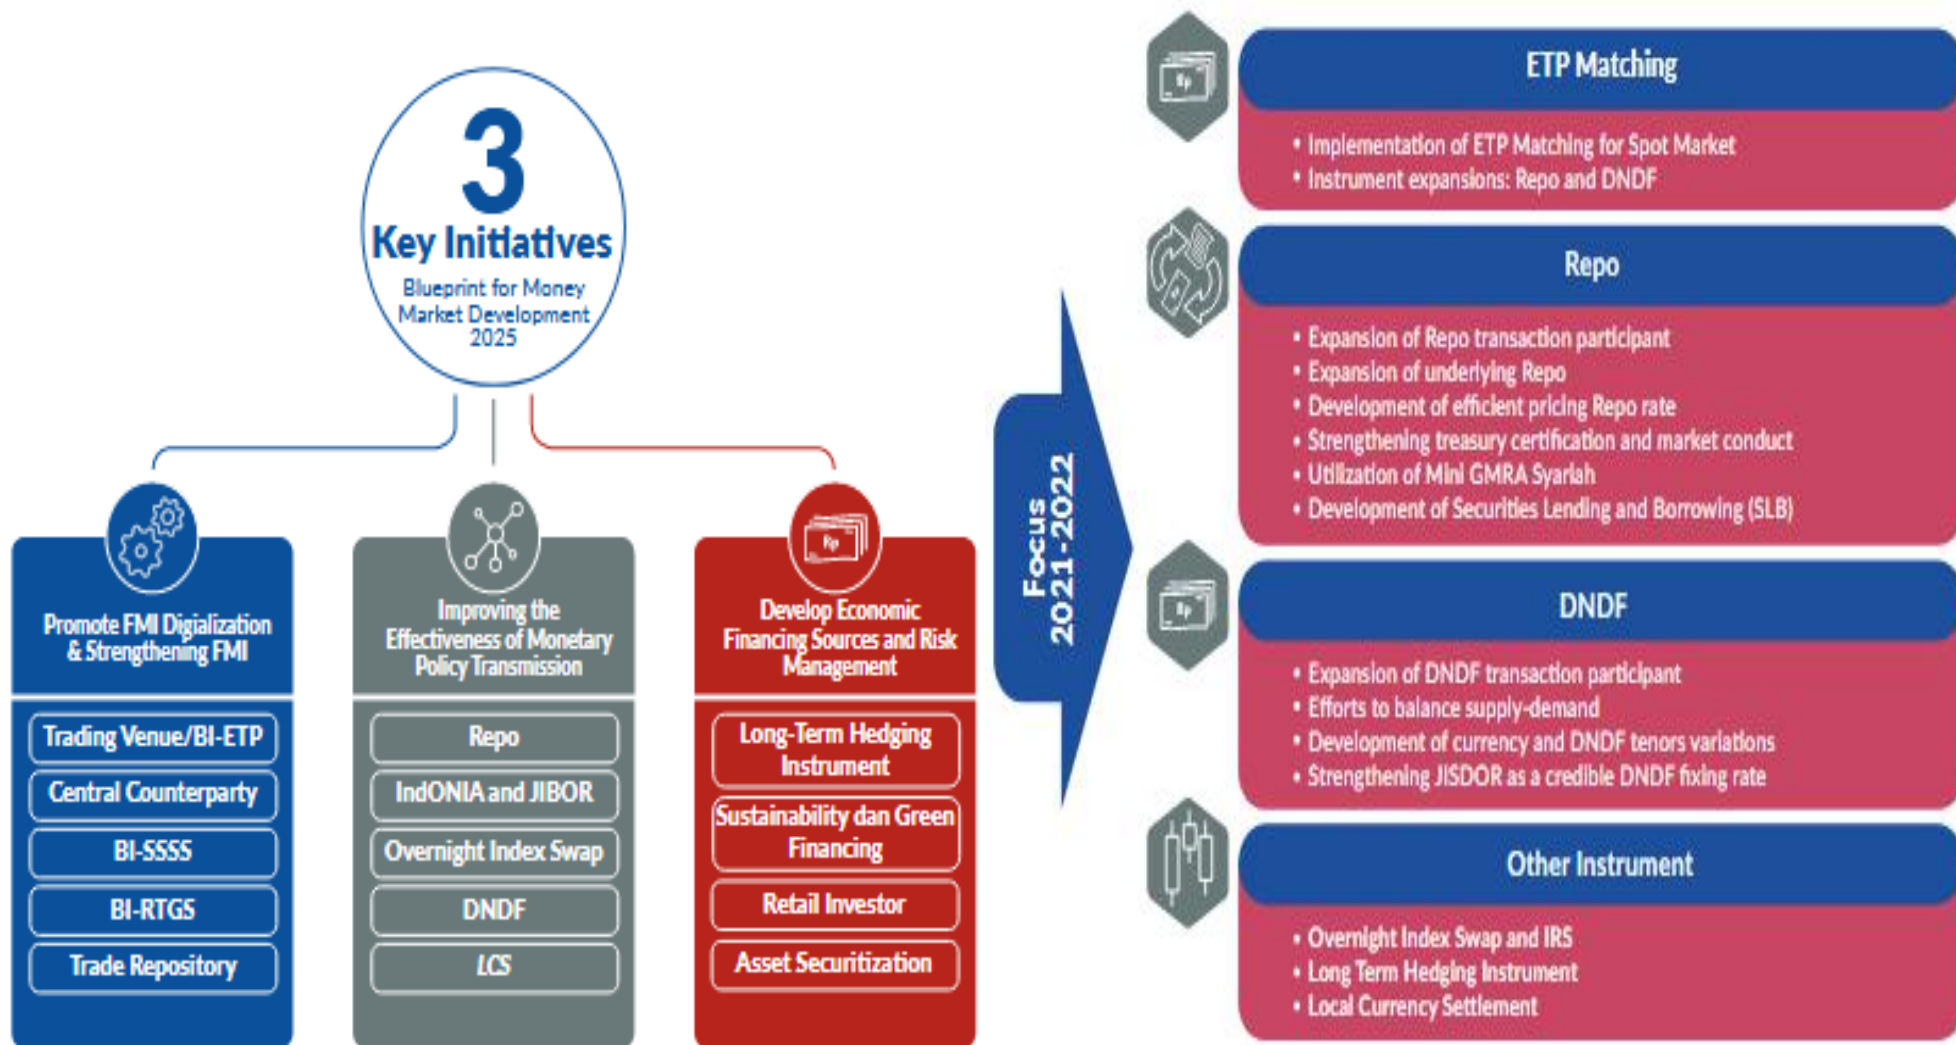 3
Key Initiatives
Blueprint for Money
Market Development
2025
Promote FMI Digialization
& Strengthening FMI
Trading Venue/BI-ETP
Central Counterparty
BI-SSSS
BI-RTGS
Trade Repository
Improving the
Effectiveness of Monetary
Policy Transmission
Repo
IndONIA and JIBOR
Overnight Index Swap
DNDF
LCS
Rp
Develop Economic
Financing Sources and Risk
Management
Long-Term Hedging
Instrument
Sustainability dan Green
Financing
Retail Investor
Asset Securitization
Focus
2021-2022
Rp
ETP Matching
• Implementation of ETP Matching for Spot Market
• Instrument expansions: Repo and DNDF
Repo
• Expansion of Repo transaction participant
• Expansion of underlying Repo
• Development of efficient pricing Repo rate
• Strengthening treasury certification and market conduct
• Utilization of Mini GMRA Syariah
• Development of Securities Lending and Borrowing (SLB)
Rp
DNDF
• Expansion of DNDF transaction participant
• Efforts to balance supply-demand
• Development of currency and DNDF tenors variations
• Strengthening JISDOR as a credible DNDF fixing rate
Other Instrument
• Overnight Index Swap and IRS
• Long Term Hedging Instrument
• Local Currency Settlement